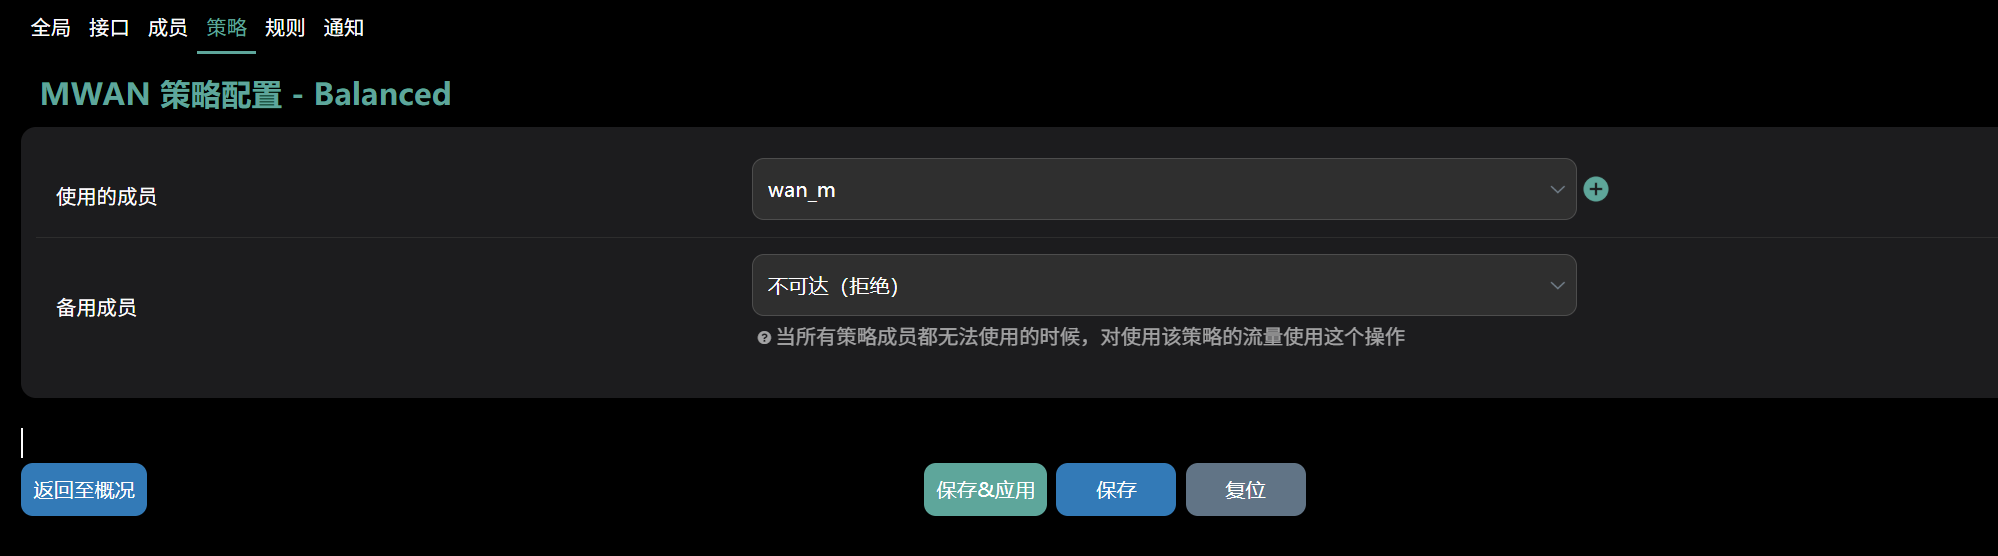 全局 接口 成员 策略 规则 通知
MWAN 策略配置 - Balanced
使用的成员
wan_m
备用成员
不可达（拒绝）
当所有策略成员都无法使用的时候，对使用该策略的流量使用这个操作
返回至概况 保存&应用 保存 复位